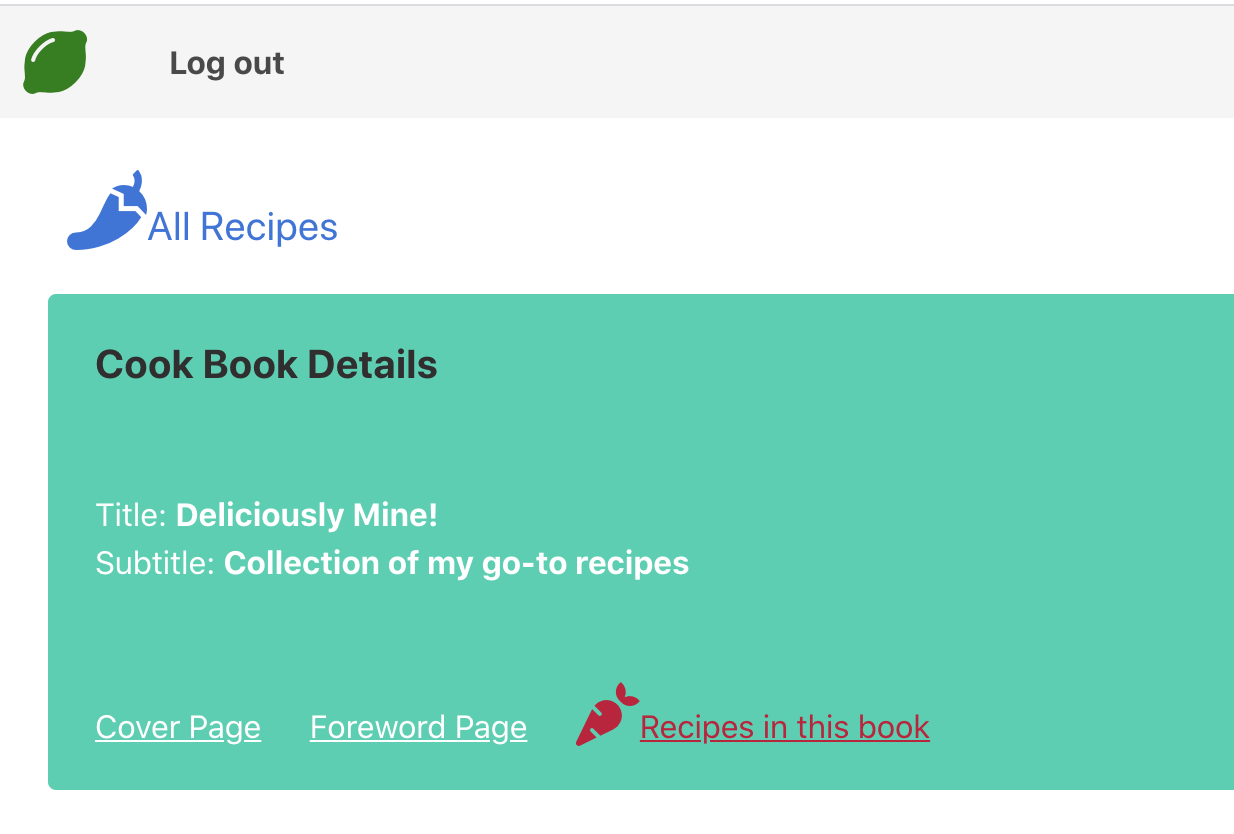 Log out
All Recipes
Cook Book Details
Title: Deliciously Mine!
Subtitle: Collection of my go-to recipes
Cover Page Foreword Page Recipes in this book